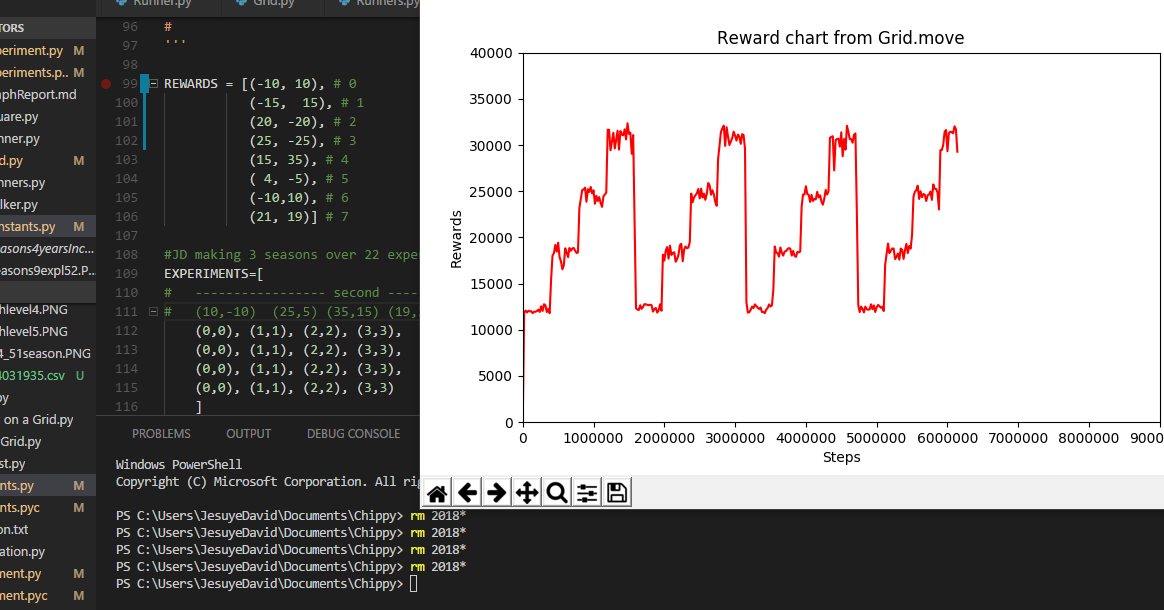 Runner.py
Grid.py
Runners.py
TORS
periment.py M
periments.p.. M
aphReport.md
uare.py
nner.py
d.py M
nners.py
lker.py
nstants.py M
asons4yearsInc...
easons9expl52.P...
hlevel4.PNG
hlevel5.PNG
4_51season.PNG
4031935.csv U
py
on a Grid.py
Grid.py
st.py
nts.py M
nts.pyc M
on.txt
ation.py
ment.py M
ment.pyc M
96 #
97 '''
98
99 REWARDS = [(-10, 10), # 0
100 (-15,  15), # 1
101 (20, -20), # 2
102 (25, -25), # 3
103 (15, 35), # 4
104 ( 4, -5), # 5
105 (-10,10), # 6
106 (21, 19)] # 7
107
108 #JD making 3 seasons over 22 expe
109 EXPERIMENTS=[
110 #   ----------------- second ----
111 #   (10,-10)  (25,5) (35,15) (19,
112 (0,0), (1,1), (2,2), (3,3),
113 (0,0), (1,1), (2,2), (3,3),
114 (0,0), (1,1), (2,2), (3,3),
115 (0,0), (1,1), (2,2), (3,3)
116 ]
PROBLEMS OUTPUT DEBUG CONSOLE
Windows PowerShell
Copyright (C) Microsoft Corporation. All rig
PS C:\Users\JesuyeDavid\Documents\Chippy> rm 2018*
PS C:\Users\JesuyeDavid\Documents\Chippy> rm 2018*
PS C:\Users\JesuyeDavid\Documents\Chippy> rm 2018*
PS C:\Users\JesuyeDavid\Documents\Chippy> rm 2018*
PS C:\Users\JesuyeDavid\Documents\Chippy>
Reward chart from Grid.move
40000
35000
30000
25000
20000
15000
10000
5000
0
Rewards
0 1000000 2000000 3000000 4000000 5000000 6000000 7000000 8000000 9000
Steps